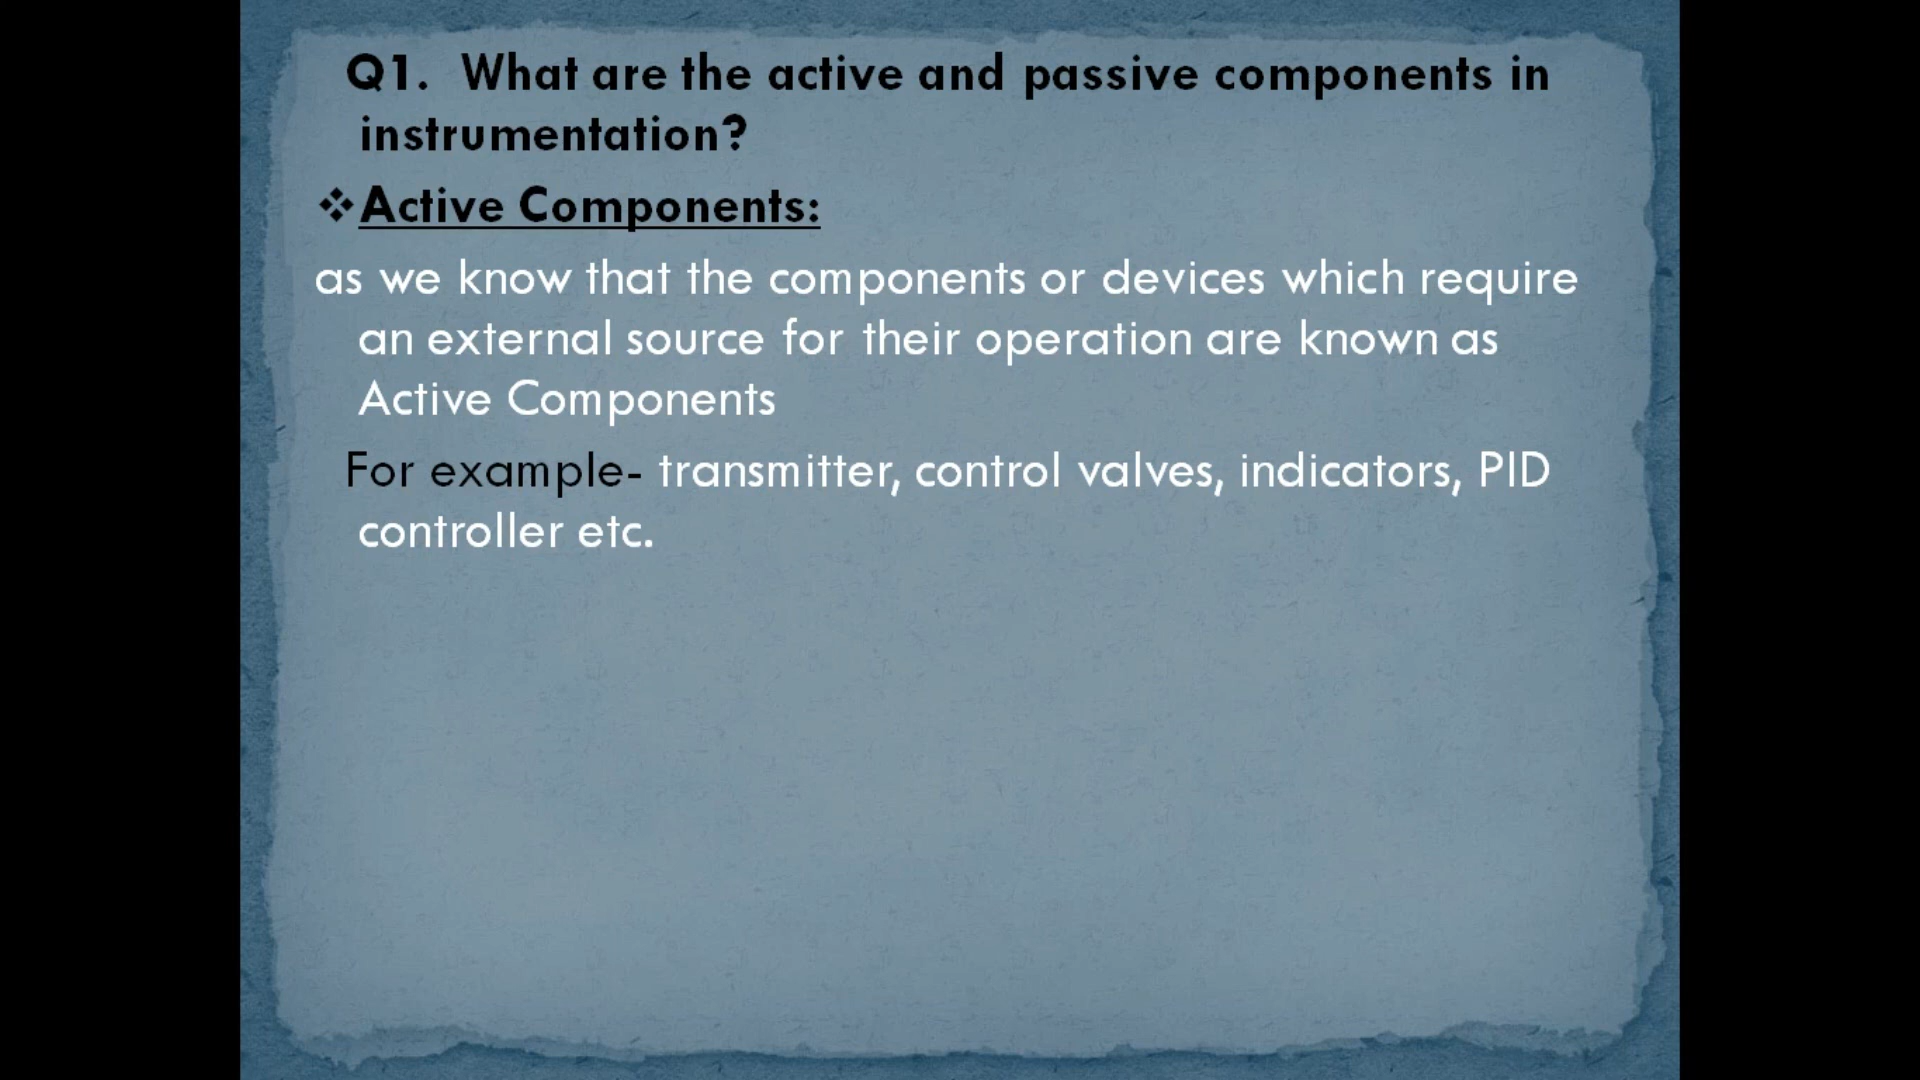 Q1. What are the active and passive components in
instrumentation?
❖Active Components:
as we know that the components or devices which require
an external source for their operation are known as
Active Components
For example- transmitter, control valves, indicators, PID
controller etc.